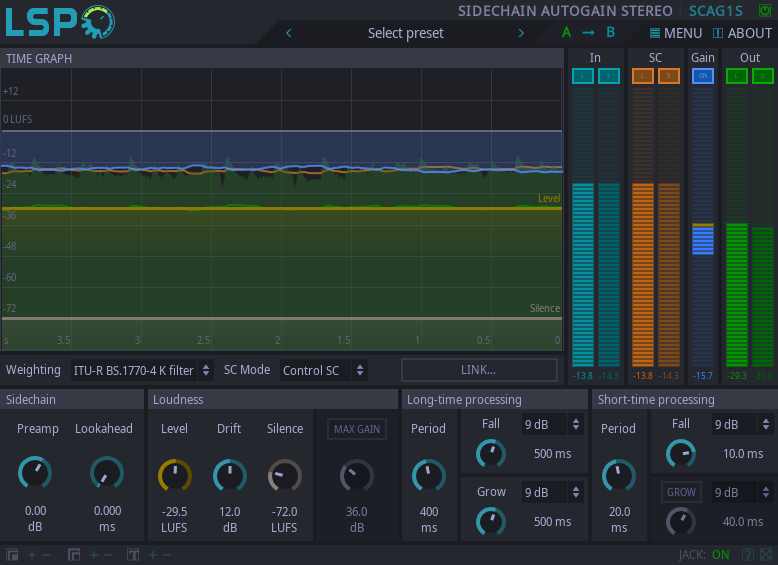 LSP
SIDECHAIN AUTOGAIN STEREO SCAG1S
Select preset
A → B
MENU ABOUT
TIME GRAPH
+12
0 LUFS
-12
-24
-36
-48
-60
-72
Level
Silence
s 3.5 3 2.5 2 1.5 1 0.5 0
In SC Gain Out
L S L S ON L S
-13.8 -14.3 -13.8 -14.3 -15.7 -29.3 -30.0
Weighting ITU-R BS.1770-4 K filter SC Mode Control SC LINK...
Sidechain
Preamp Lookahead
0.00 0.000
dB ms
Loudness
Level Drift Silence MAX GAIN
-29.5 12.0 -72.0 36.0
LUFS dB LUFS dB
Long-time processing
Period
400
ms
Fall 9 dB
500 ms
Grow 9 dB
500 ms
Short-time processing
Period
20.0
ms
Fall 9 dB
10.0 ms
GROW 9 dB
40.0 ms
+ − + − + −
JACK: ON ?